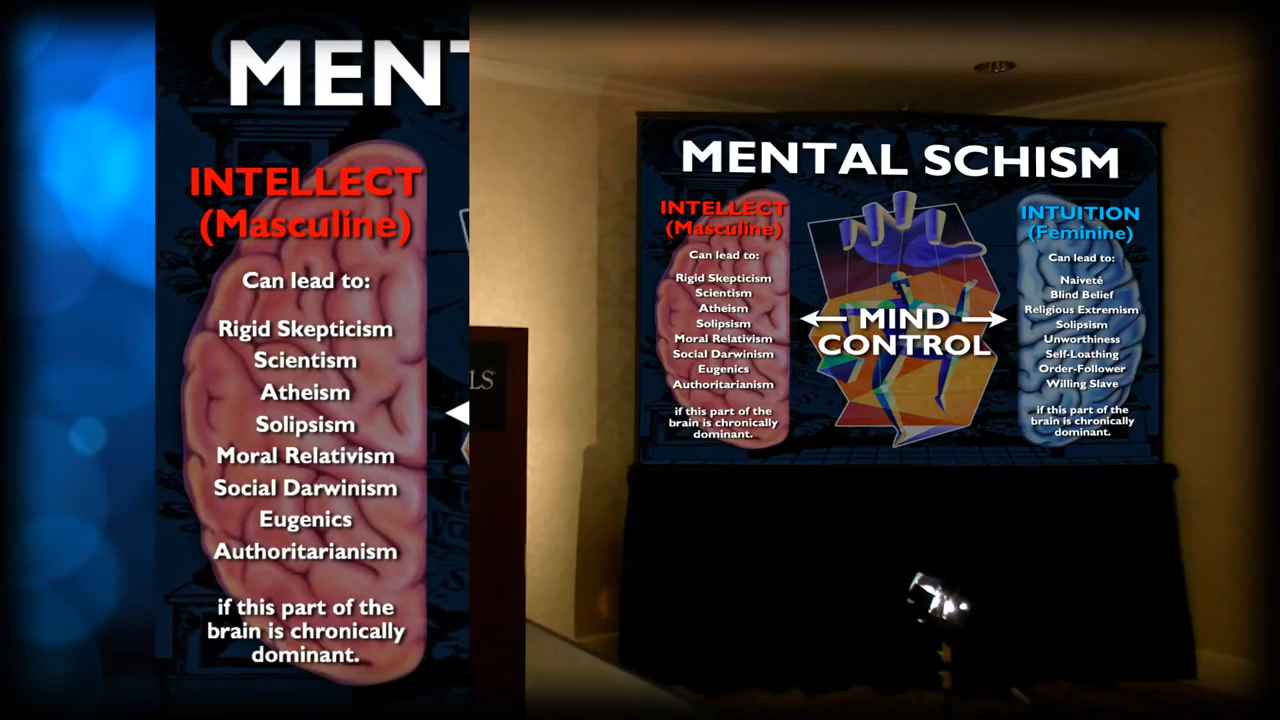 MENT
INTELLECT
(Masculine)
Can lead to:
Rigid Skepticism
Scientism
Atheism
Solipsism
Moral Relativism
Social Darwinism
Eugenics
Authoritarianism
if this part of the
brain is chronically
dominant.
LS
MENTAL SCHISM
INTELLECT
(Masculine)
Can lead to:
Rigid Skepticism
Scientism
Atheism
Solipsism
Moral Relativism
Social Darwinism
Eugenics
Authoritarianism
if this part of the
brain is chronically
dominant.
MIND
CONTROL
INTUITION
(Feminine)
Can lead to:
Naiveté
Blind Belief
Religious Extremism
Solipsism
Unworthiness
Self-Loathing
Order-Follower
Willing Slave
if this part of the
brain is chronically
dominant.